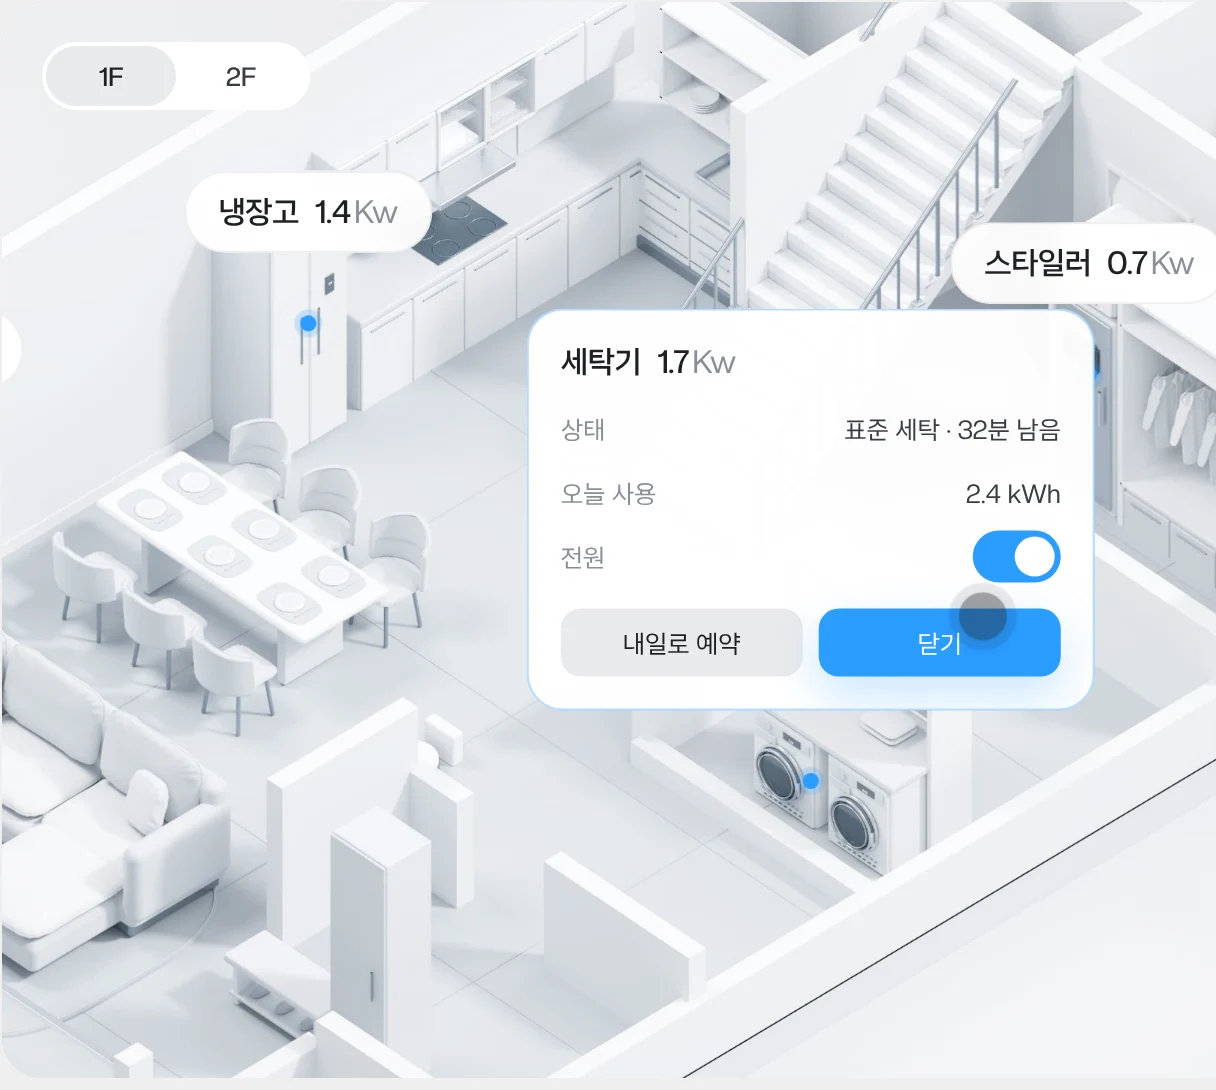 1F 2F
냉장고 1.4Kw
스타일러 0.7Kw
세탁기 1.7Kw
상태 표준 세탁 · 32분 남음
오늘 사용 2.4 kWh
전원
내일로 예약 닫기